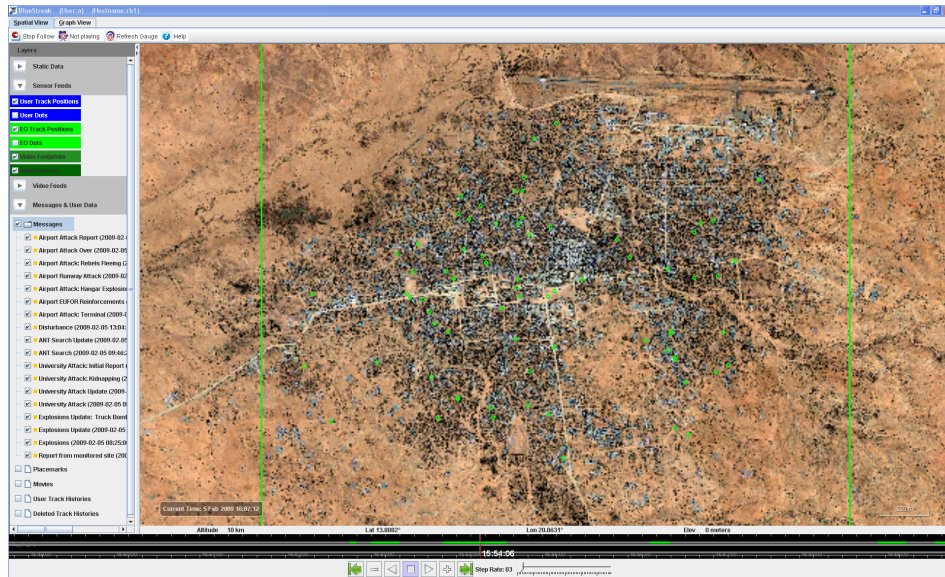 BlueStreak (User:a) (Hostname:rb1)
Spatial View Graph View
Stop Follow Not playing Refresh Gauge Help
Layers
Static Data
Sensor Feeds
User Track Positions
User Dots
EO Track Positions
EO Dots
Video Footprints
Video Feeds
Messages & User Data
Messages
Airport Attack Report (2009-02-
Airport Attack Over (2009-02-05
Airport Attack: Rebels Fleeing (2
Airport Runway Attack (2009-02
Airport Attack: Hangar Explosion
Airport EUFOR Reinforcements
Airport Attack: Terminal (2009-0
Disturbance (2009-02-05 13:04:
ANT Search Update (2009-02-05
ANT Search (2009-02-05 09:46:
University Attack: Initial Report
University Attack: Kidnapping (2
University Attack Update (2009-
University Attack (2009-02-05 0
Explosions Update: Truck Bomb
Explosions Update (2009-02-05
Explosions (2009-02-05 08:25:0
Report from monitored site (200
Placemarks
Movies
User Track Histories
Deleted Track Histories
Current Time: 5 Feb 2009 16:07:12
500 m
Altitude 10 km Lat 13.8082° Lon 20.8631° Elev 0 meters
15:54:06
Step Rate: 03